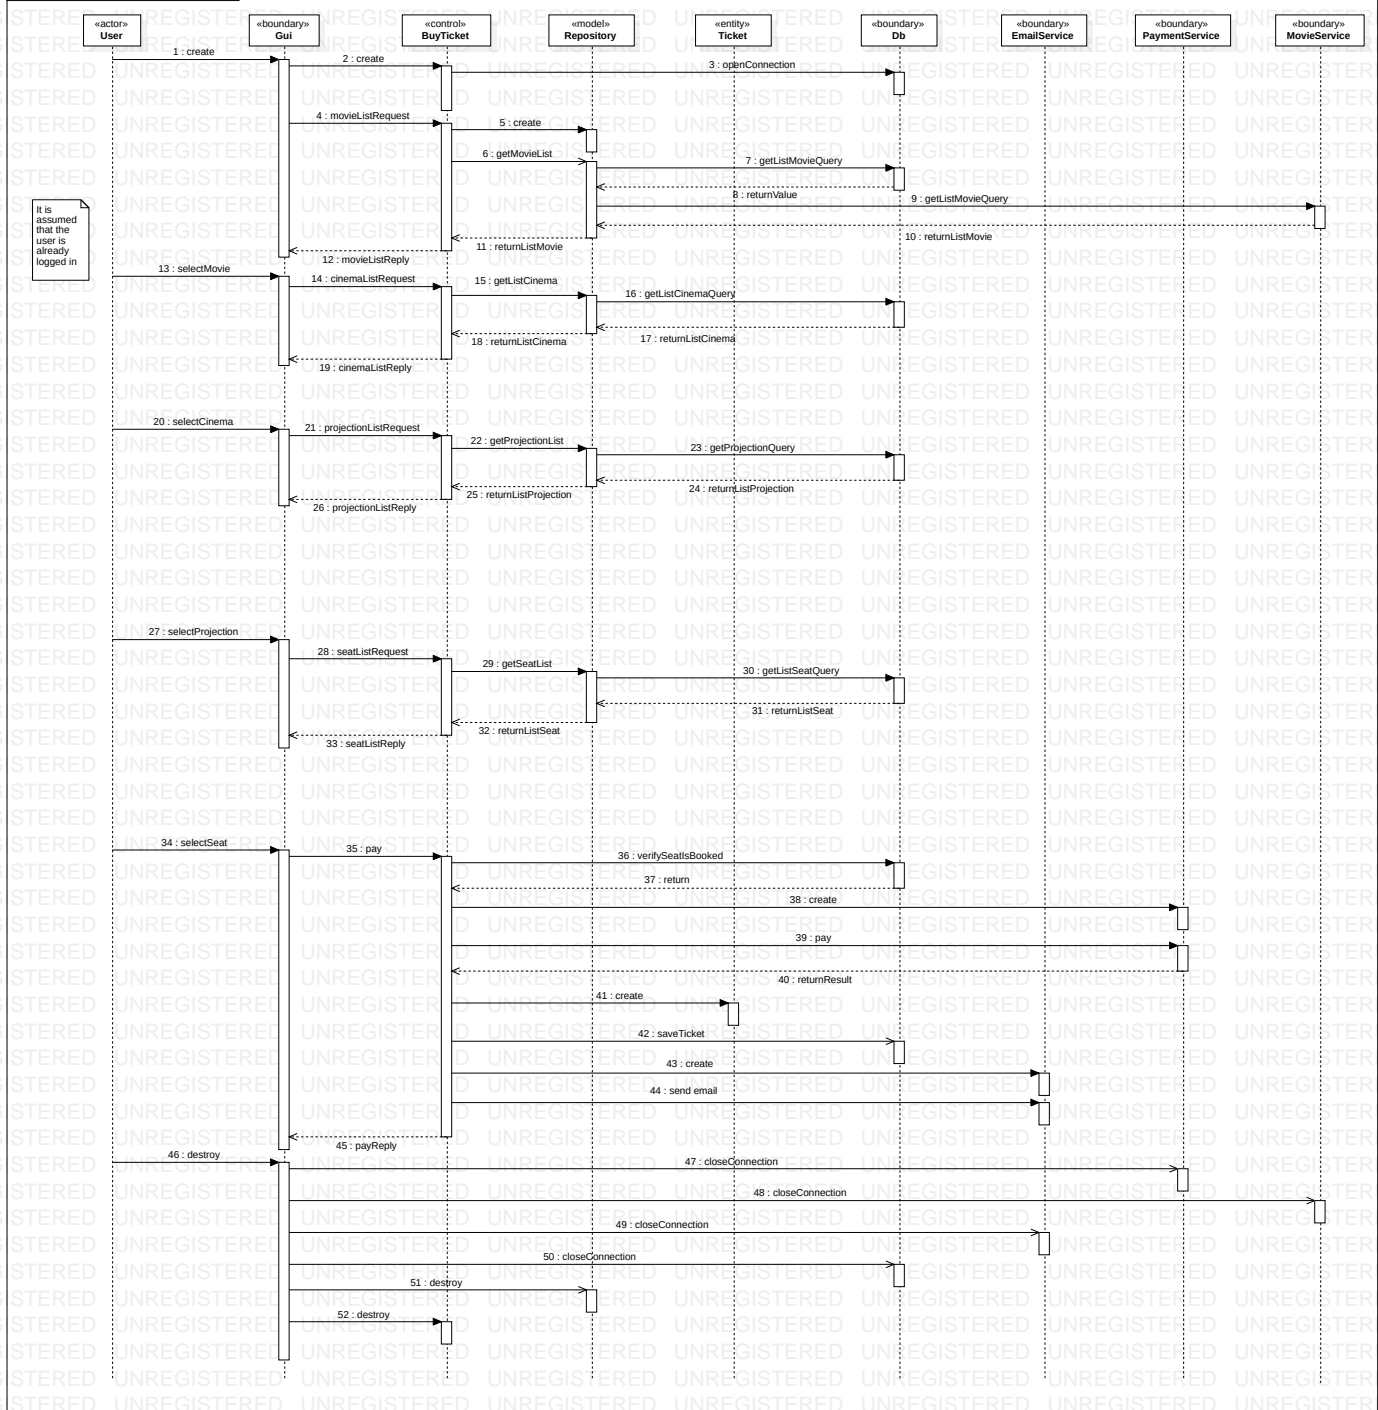 «actor»
User
«boundary»
Gui
«control»
BuyTicket
«model»
Repository
«entity»
Ticket
«boundary»
Db
«boundary»
EmailService
«boundary»
PaymentService
«boundary»
MovieService
1 : create
2 : create
3 : openConnection
4 : movieListRequest
5 : create
6 : getMovieList
7 : getListMovieQuery
8 : returnValue
9 : getListMovieQuery
10 : returnListMovie
11 : returnListMovie
12 : movieListReply
It is
assumed
that the
user is
already
logged in
13 : selectMovie
14 : cinemaListRequest
15 : getListCinema
16 : getListCinemaQuery
17 : returnListCinema
18 : returnListCinema
19 : cinemaListReply
20 : selectCinema
21 : projectionListRequest
22 : getProjectionList
23 : getProjectionQuery
24 : returnListProjection
25 : returnListProjection
26 : projectionListReply
27 : selectProjection
28 : seatListRequest
29 : getSeatList
30 : getListSeatQuery
31 : returnListSeat
32 : returnListSeat
33 : seatListReply
34 : selectSeat
35 : pay
36 : verifySeatIsBooked
37 : return
38 : create
39 : pay
40 : returnResult
41 : create
42 : saveTicket
43 : create
44 : send email
45 : payReply
46 : destroy
47 : closeConnection
48 : closeConnection
49 : closeConnection
50 : closeConnection
51 : destroy
52 : destroy
UNREGISTERED